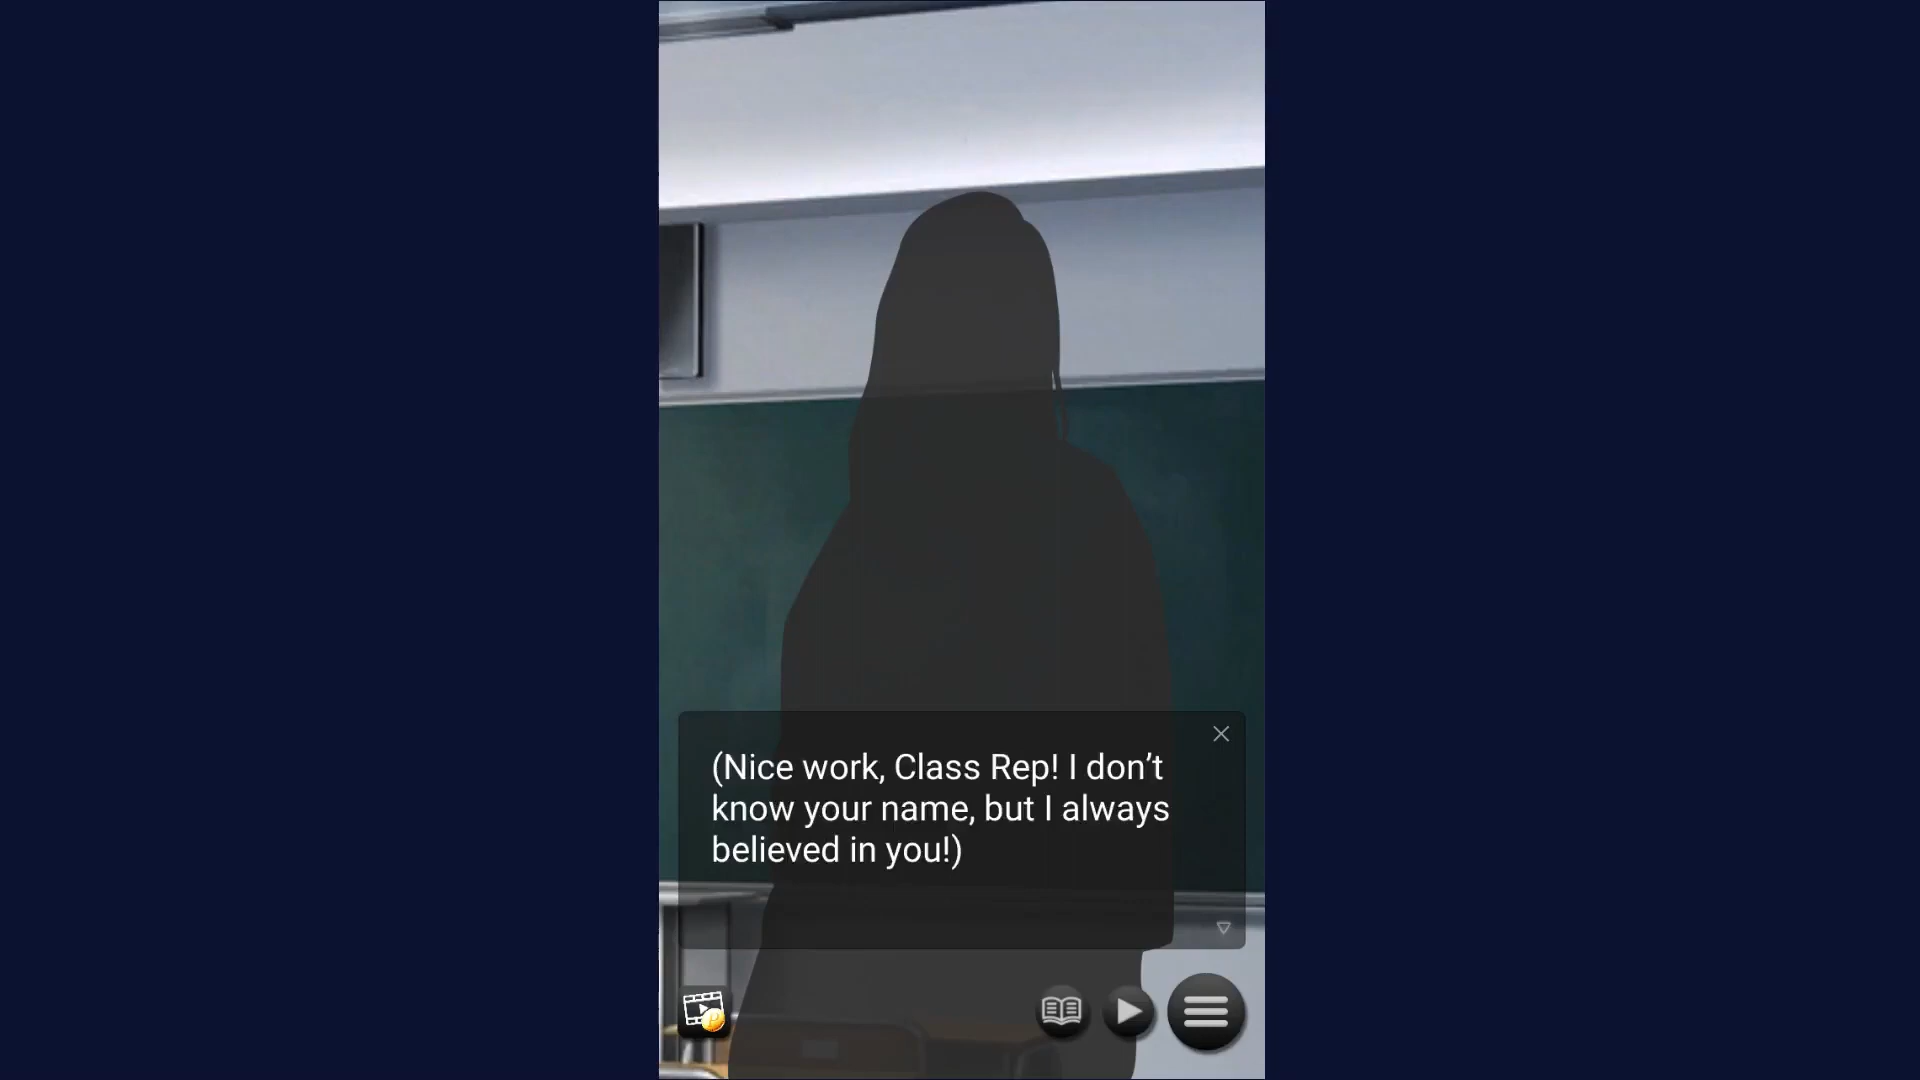 (Nice work, Class Rep! I don’t
know your name, but I always
believed in you!)